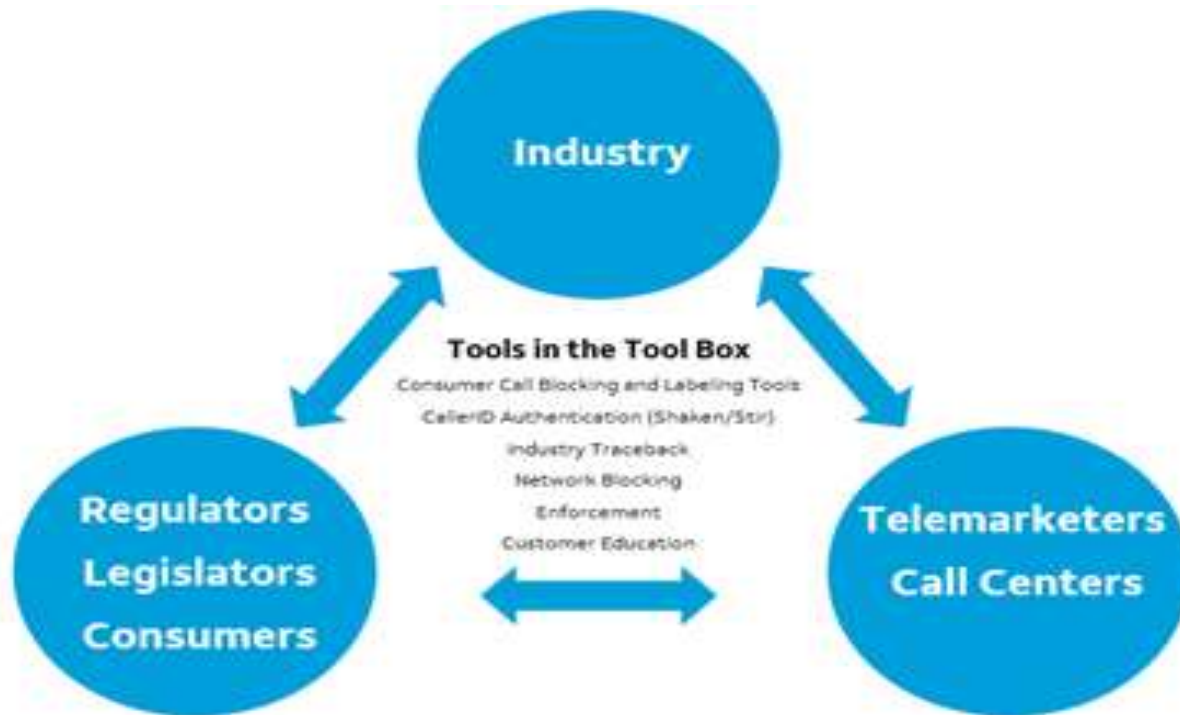 Industry
Tools in the Tool Box
Consumer Call Blocking and Labeling Tools
CallerID Authentication (Shaken/Stir)
Industry Traceback
Network Blocking
Enforcement
Customer Education
Regulators
Legislators
Consumers
Telemarketers
Call Centers